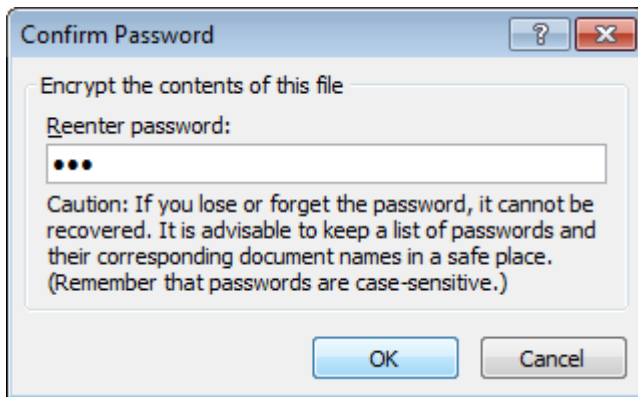 Confirm Password
Encrypt the contents of this file
Reenter password:
•••
Caution: If you lose or forget the password, it cannot be
recovered. It is advisable to keep a list of passwords and
their corresponding document names in a safe place.
(Remember that passwords are case-sensitive.)
OK Cancel